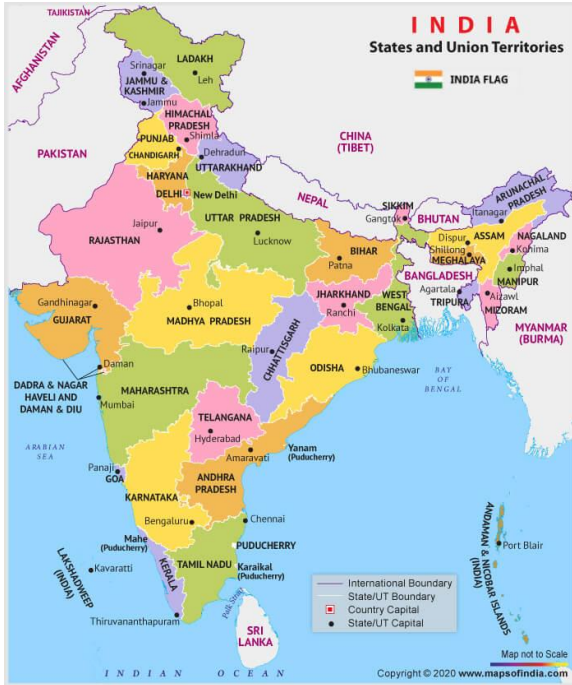 INDIA
States and Union Territories
INDIA FLAG
TAJIKISTAN
AFGHANISTAN
PAKISTAN
CHINA
(TIBET)
NEPAL
BHUTAN
BANGLADESH
MYANMAR
(BURMA)
SRI
LANKA
LADAKH
Leh
Srinagar
JAMMU &
KASHMIR
Jammu
HIMACHAL
PRADESH
Shimla
PUNJAB
CHANDIGARH
Dehradun
UTTARAKHAND
HARYANA
DELHI
New Delhi
RAJASTHAN
Jaipur
UTTAR PRADESH
Lucknow
BIHAR
Patna
SIKKIM
Gangtok
ARUNACHAL
PRADESH
Itanagar
ASSAM
Dispur
Shillong
MEGHALAYA
NAGALAND
Kohima
Imphal
MANIPUR
Agartala
TRIPURA
Aizawl
MIZORAM
Gandhinagar
GUJARAT
Bhopal
MADHYA PRADESH
JHARKHAND
Ranchi
WEST
BENGAL
Kolkata
Raipur
CHHATTISGARH
ODISHA
Bhubaneswar
Daman
DADRA & NAGAR
HAVELI AND
DAMAN & DIU
MAHARASHTRA
Mumbai
TELANGANA
Hyderabad
Amaravati
Yanam
(Puducherry)
ANDHRA
PRADESH
Panaji
GOA
KARNATAKA
Bengaluru
Chennai
Mahe
(Puducherry)
PUDUCHERRY
TAMIL NADU
Karaikal
(Puducherry)
KERALA
Thiruvananthapuram
LAKSHADWEEP
(INDIA)
Kavaratti
ANDAMAN & NICOBAR ISLANDS
(INDIA)
Port Blair
ARABIAN
SEA
BAY
OF
BENGAL
INDIAN OCEAN
International Boundary
State/UT Boundary
Country Capital
State/UT Capital
Map not to Scale
Copyright © 2020 www.mapsofindia.com